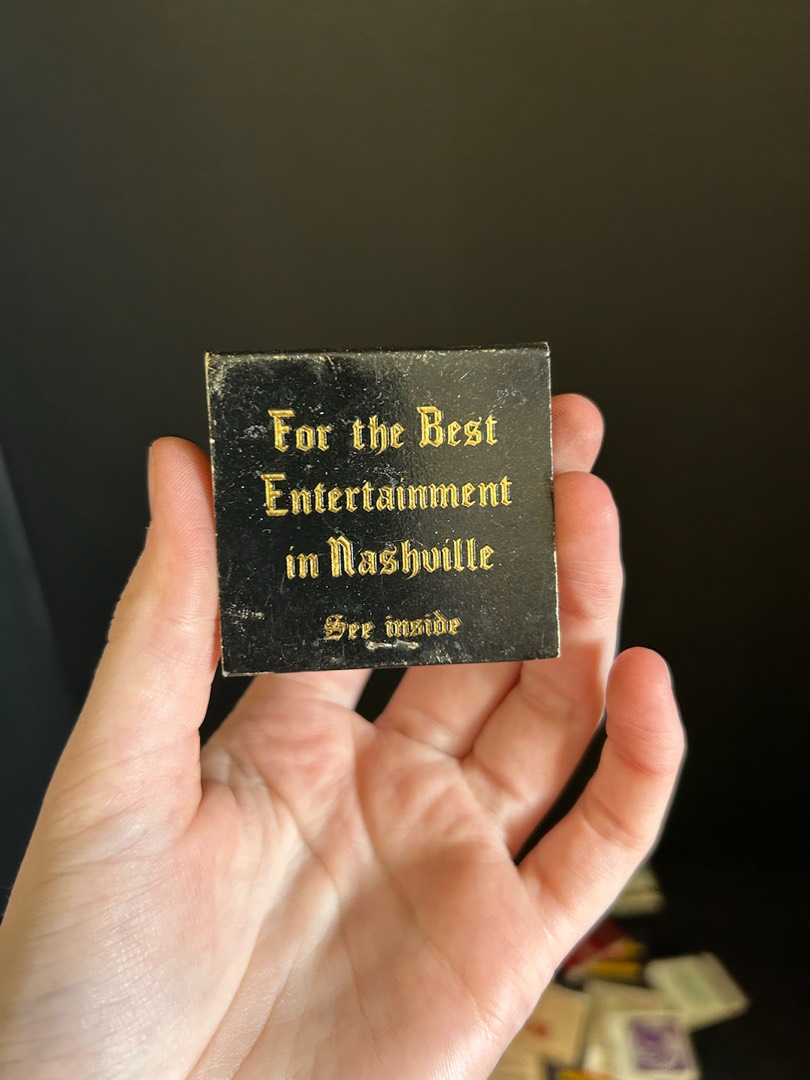 For the Best
Entertainment
in Nashville
See inside